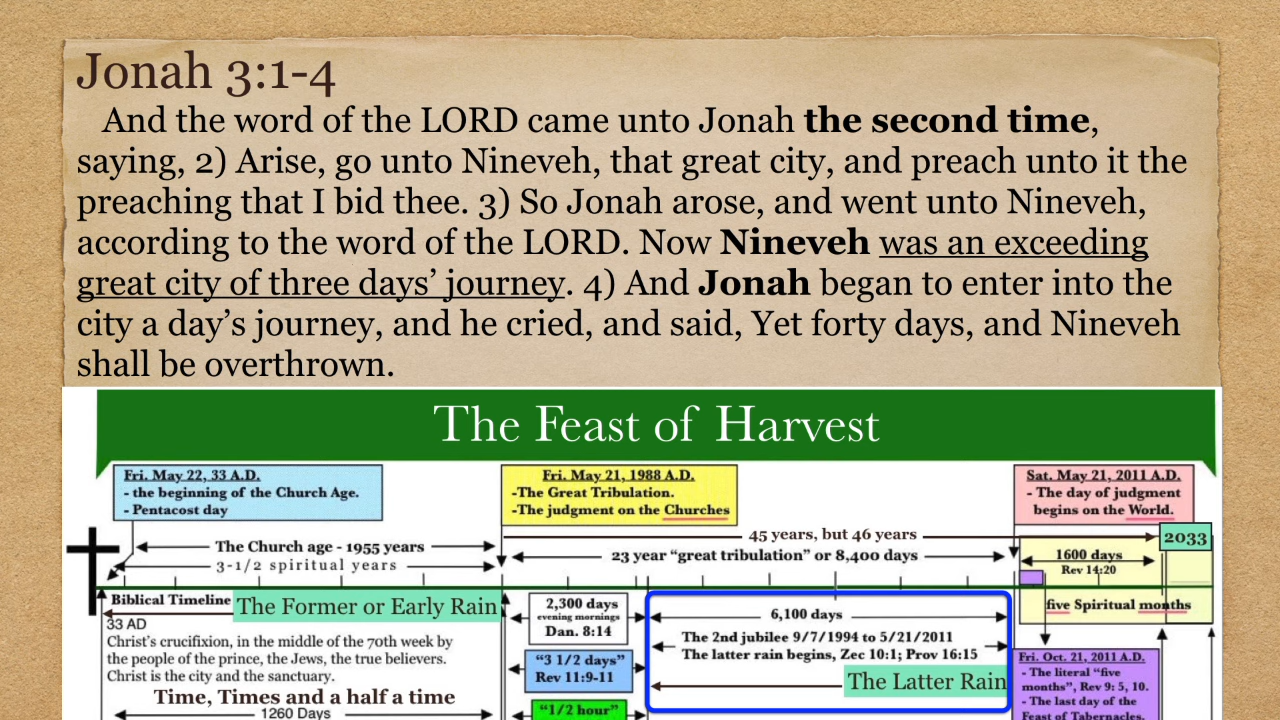 Jonah 3:1-4
And the word of the LORD came unto Jonah the second time,
saying, 2) Arise, go unto Nineveh, that great city, and preach unto it the
preaching that I bid thee. 3) So Jonah arose, and went unto Nineveh,
according to the word of the LORD. Now Nineveh was an exceeding
great city of three days’ journey. 4) And Jonah began to enter into the
city a day’s journey, and he cried, and said, Yet forty days, and Nineveh
shall be overthrown.
The Feast of Harvest
Fri. May 22, 33 A.D.
- the beginning of the Church Age.
- Pentacost day
Fri. May 21, 1988 A.D.
-The Great Tribulation.
-The judgment on the Churches
Sat. May 21, 2011 A.D.
- The day of judgment
begins on the World.
45 years, but 46 years
2033
The Church age - 1955 years
3-1/2 spiritual years
23 year “great tribulation” or 8,400 days
1600 days
Rev 14:20
five Spiritual months
Biblical Timeline
The Former or Early Rain
33 AD
Christ’s crucifixion, in the middle of the 70th week by
the people of the prince, the Jews, the true believers.
Christ is the city and the sanctuary.
Time, Times and a half a time
1260 Days
2,300 days
evening mornings
Dan. 8:14
“3 1/2 days”
Rev 11:9-11
“1/2 hour”
6,100 days
The 2nd jubilee 9/7/1994 to 5/21/2011
The latter rain begins, Zec 10:1; Prov 16:15
The Latter Rain
Fri. Oct. 21, 2011 A.D.
- The literal “five
months”, Rev 9: 5, 10.
- The last day of the
Feast of Tabernacles.